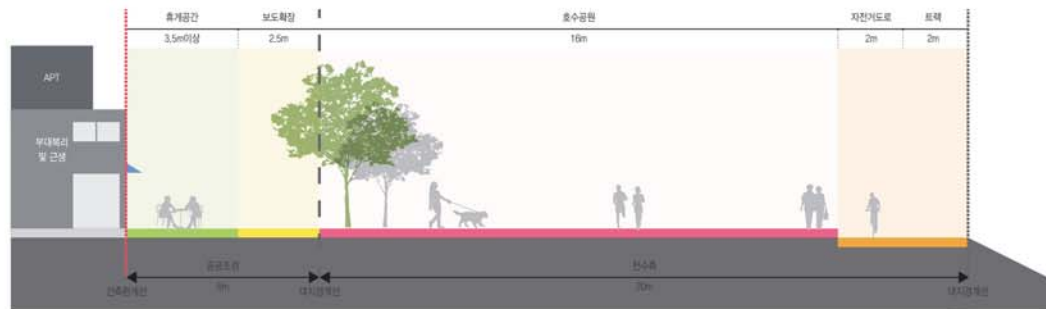 휴게공간
보도확장
호수공원
자전거도로
트랙
3.5m이상
2.5m
16m
2m
2m
APT
부대복리
및 근생
공공조경
6m
친수축
20m
건축한계선
대지경계선
대지경계선